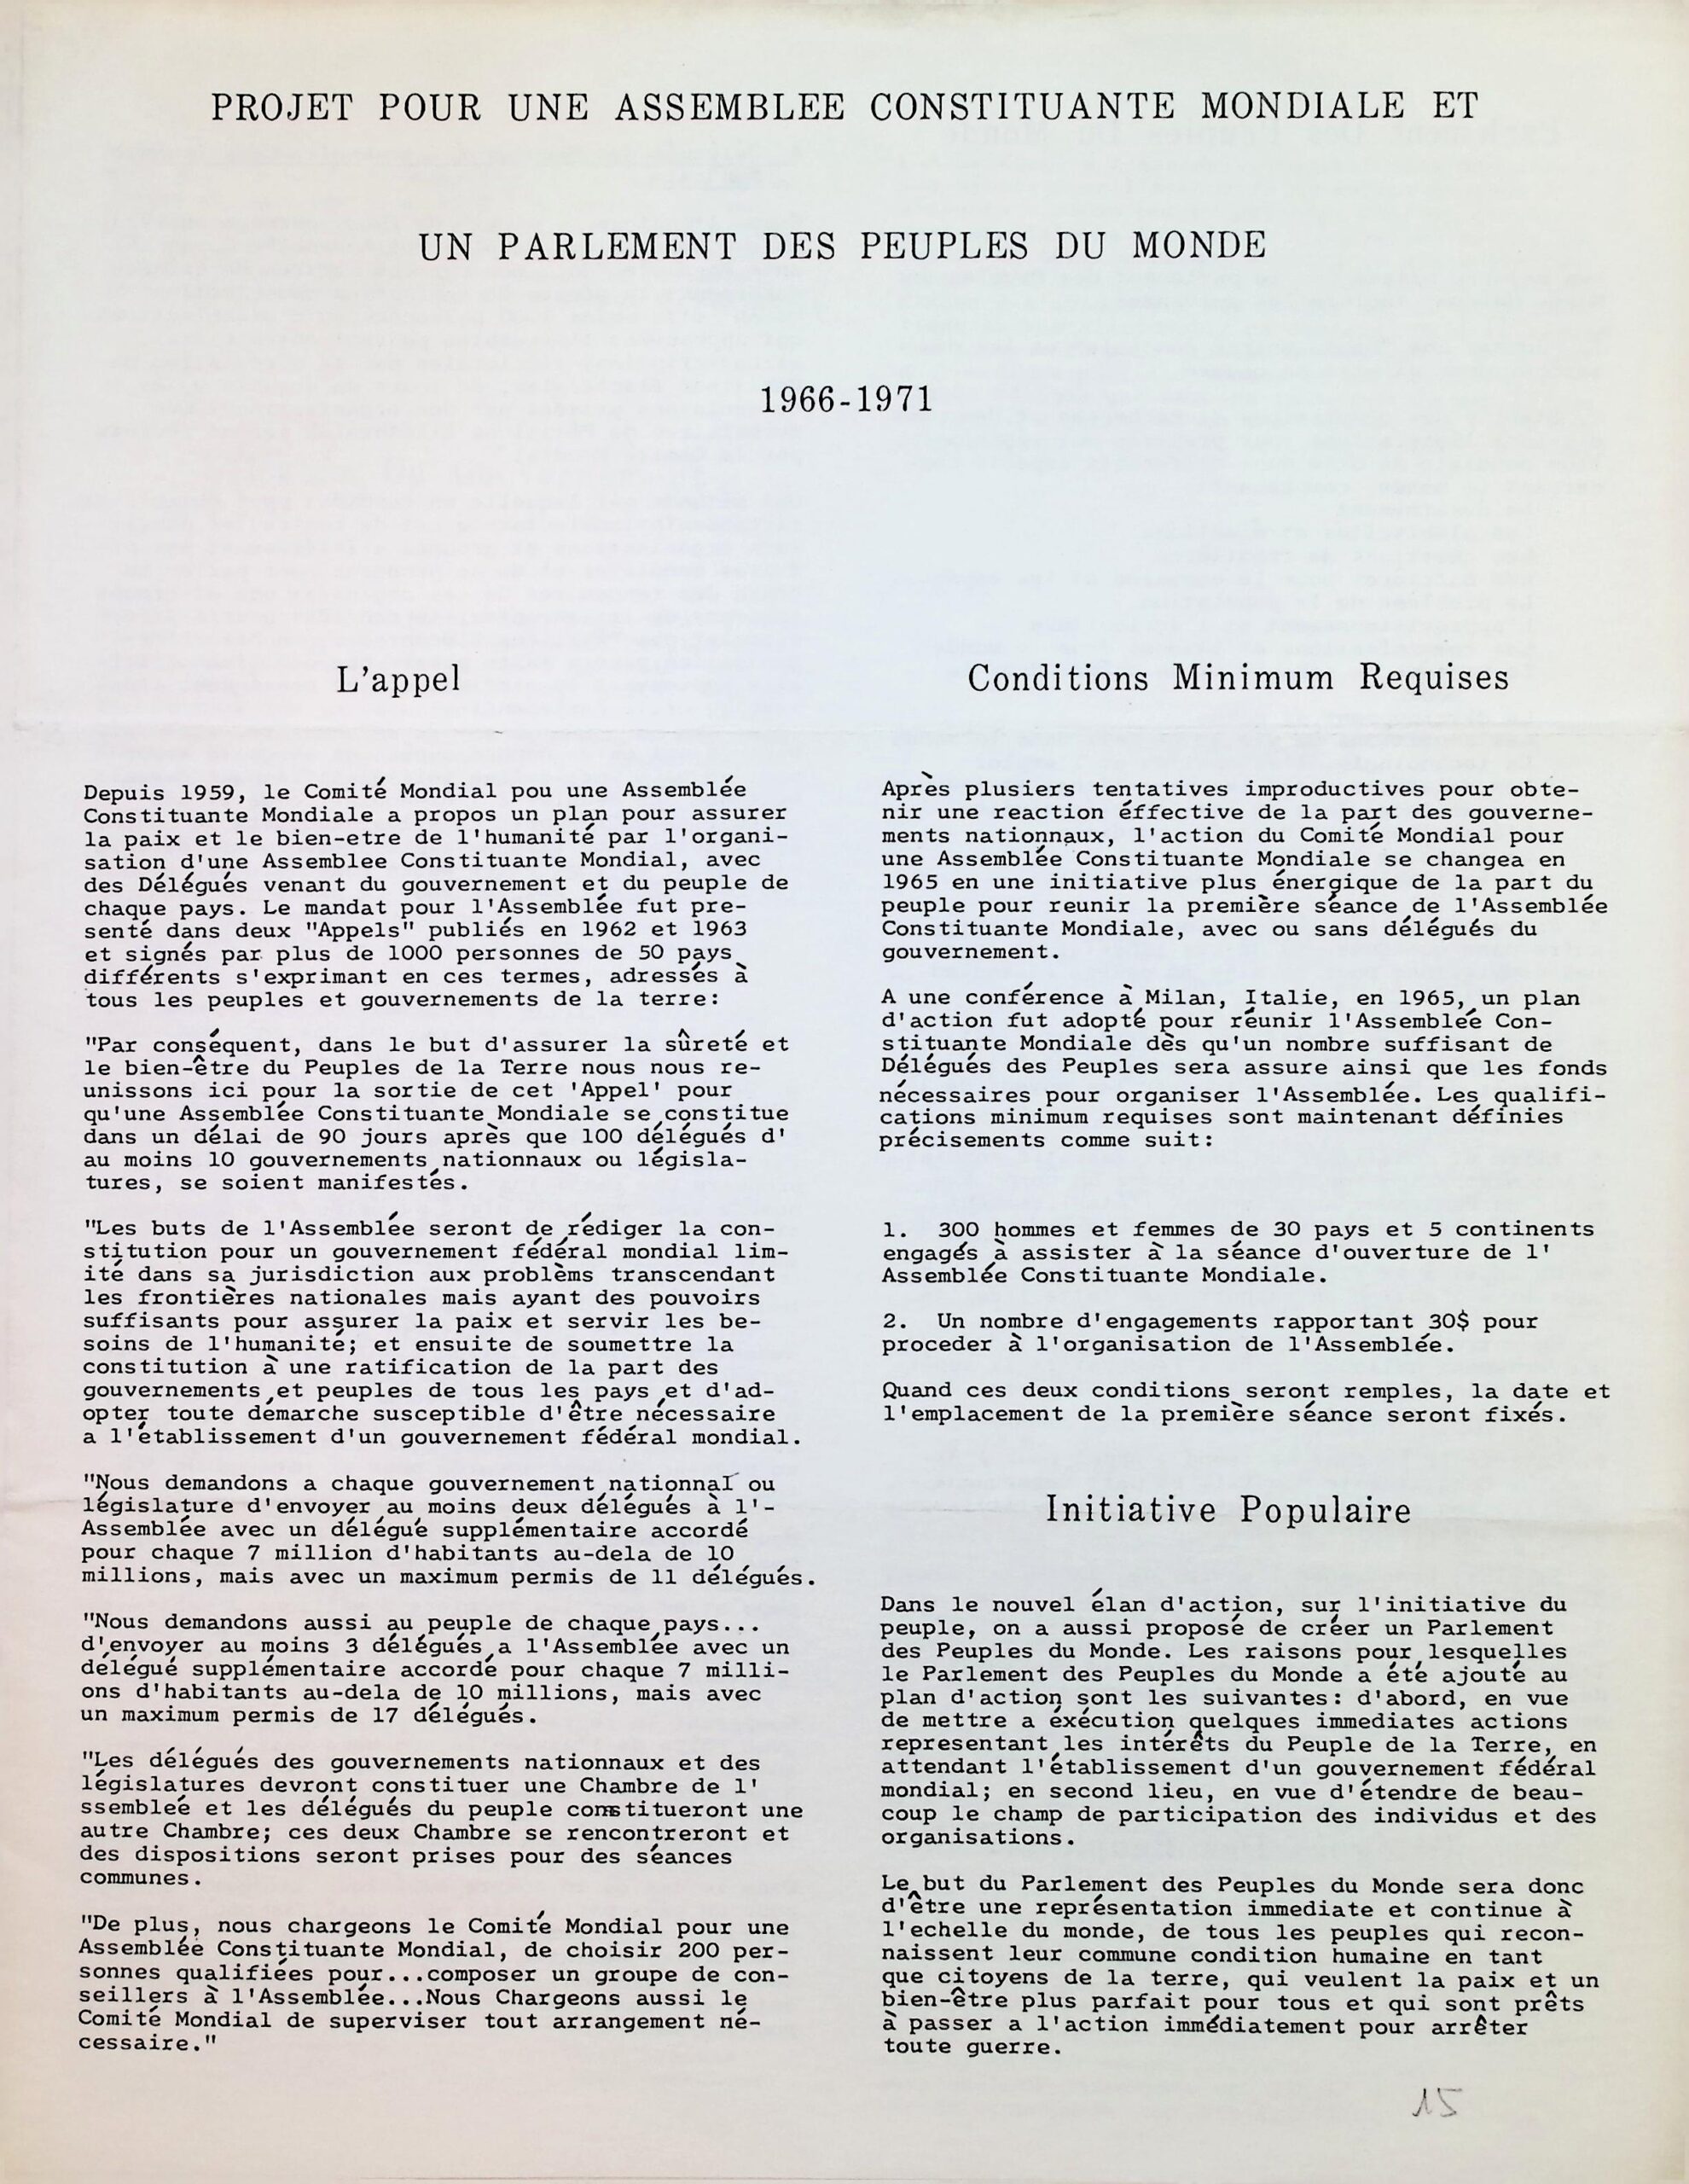 PROJET POUR UNE ASSEMBLEE CONSTITUANTE MONDIALE ET
UN PARLEMENT DES PEUPLES DU MONDE
1966-1971
L'appel
Depuis 1959, le Comité Mondial pou une Assemblée
Constituante Mondiale a propos un plan pour assurer
la paix et le bien-etre de l'humanité par l'organi-
sation d'une Assemblee Constituante Mondial, avec
des Délégués venant du gouvernement et du peuple de
chaque pays. Le mandat pour l'Assemblée fut pre-
senté dans deux "Appels" publiés en 1962 et 1963
et signés par plus de 1000 personnes de 50 pays
différents s'exprimant en ces termes, adressés à
tous les peuples et gouvernements de la terre:
"Par conséquent, dans le but d'assurer la sûreté et
le bien-être du Peuples de la Terre nous nous re-
unissons ici pour la sortie de cet 'Appel' pour
qu'une Assemblée Constituante Mondiale se constitue
dans un délai de 90 jours après que 100 délégués d'
au moins 10 gouvernements nationnaux ou législa-
tures, se soient manifestés.
"Les buts de l'Assemblée seront de rédiger la con-
stitution pour un gouvernement fédéral mondial lim-
ité dans sa jurisdiction aux problèms transcendant
les frontières nationales mais ayant des pouvoirs
suffisants pour assurer la paix et servir les be-
soins de l'humanité; et ensuite de soumettre la
constitution à une ratification de la part des
gouvernements et peuples de tous les pays et d'ad-
opter toute démarche susceptible d'être nécessaire
a l'établissement d'un gouvernement fédéral mondial.
"Nous demandons a chaque gouvernement nationnal ou
législature d'envoyer au moins deux délégués à l'-
Assemblée avec un délégué supplémentaire accordé
pour chaque 7 million d'habitants au-dela de 10
millions, mais avec un maximum permis de 11 délégués.
"Nous demandons aussi au peuple de chaque pays...
d'envoyer au moins 3 délégués a l'Assemblée avec un
délégué supplémentaire accordé pour chaque 7 milli-
ons d'habitants au-dela de 10 millions, mais avec
un maximum permis de 17 délégués.
"Les délégués des gouvernements nationnaux et des
législatures devront constituer une Chambre de l'
ssembleé et les délégués du peuple constitueront une
autre Chambre; ces deux Chambre se rencontreront et
des dispositions seront prises pour des séances
communes.
"De plus, nous chargeons le Comité Mondial pour une
Assemblée Constituante Mondial, de choisir 200 per-
sonnes qualifiées pour...composer un groupe de con-
seillers à l'Assemblée...Nous Chargeons aussi le
Comité Mondial de superviser tout arrangement né-
cessaire."
Conditions Minimum Requises
Après plusiers tentatives improductives pour obte-
nir une reaction éffective de la part des gouverne-
ments nationnaux, l'action du Comité Mondial pour
une Assemblée Constituante Mondiale se changea en
1965 en une initiative plus énergique de la part du
peuple pour reunir la première séance de l'Assemblée
Constituante Mondiale, avec ou sans délégués du
gouvernement.
A une conférence à Milan, Italie, en 1965, un plan
d'action fut adopté pour réunir l'Assembleé Con-
stituante Mondiale dès qu'un nombre suffisant de
Délégués des Peuples sera assure ainsi que les fonds
nécessaires pour organiser l'Assemblée. Les qualifi-
cations minimum requises sont maintenant définies
précisements comme suit:
1. 300 hommes et femmes de 30 pays et 5 continents
engagés à assister à la séance d'ouverture de l'
Assemblée Constituante Mondiale.
2. Un nombre d'engagements rapportant 30$ pour
proceder à l'organisation de l'Assemblée.
Quand ces deux conditions seront remples, la date et
l'emplacement de la première séance seront fixés.
Initiative Populaire
Dans le nouvel élan d'action, sur l'initiative du
peuple, on a aussi proposé de créer un Parlement
des Peuples du Monde. Les raisons pour lesquelles
le Parlement des Peuples du Monde a été ajouté au
plan d'action sont les suivantes: d'abord, en vue
de mettre a éxécution quelques immediates actions
representant les intérêts du Peuple de la Terre, en
attendant l'établissement d'un gouvernement fédéral
mondial; en second lieu, en vue d'étendre de beau-
coup le champ de participation des individus et des
organisations.
Le but du Parlement des Peuples du Monde sera donc
d'être une représentation immediate et continue à
l'echelle du monde, de tous les peuples qui recon-
naissent leur commune condition humaine en tant
que citoyens de la terre, qui veulent la paix et un
bien-être plus parfait pour tous et qui sont prêts
à passer a l'action immédiatement pour arrêter
toute guerre.
15